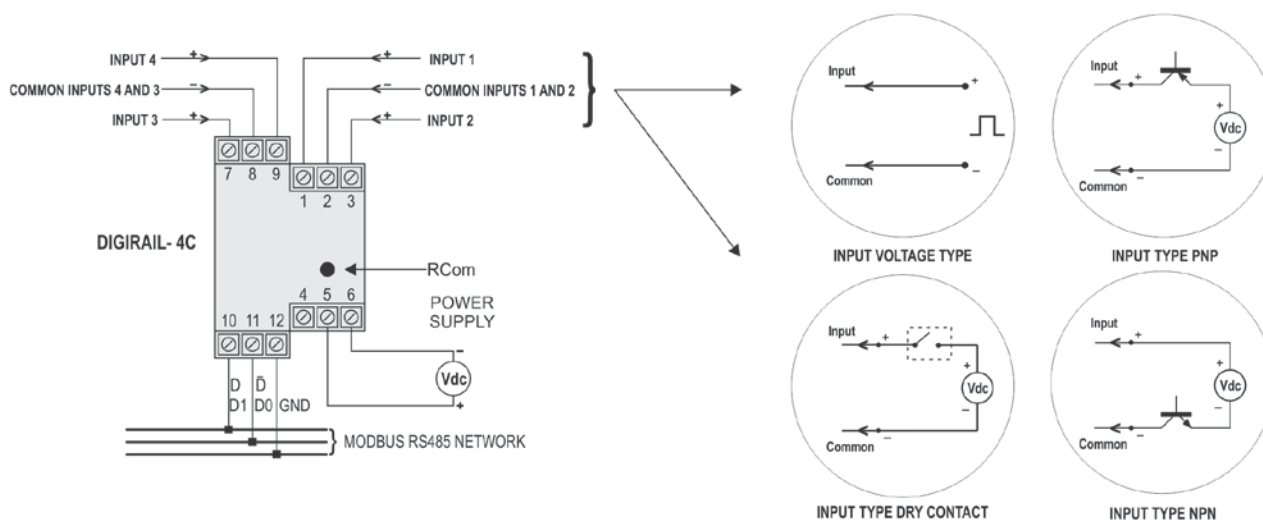 INPUT 4
+
COMMON INPUTS 4 AND 3
−
INPUT 3
+
+
INPUT 1
−
COMMON INPUTS 1 AND 2
+
INPUT 2
7 8 9
1 2 3
DIGIRAIL- 4C
RCom
4 5 6
POWER
SUPPLY
10 11 12
−
Vdc
+
D D̄
D1 D0 GND
MODBUS RS485 NETWORK
Input
+
−
Common
INPUT VOLTAGE TYPE
Input
+
+
Vdc
−
Common
−
INPUT TYPE PNP
Input
+
+
Vdc
−
Common
−
INPUT TYPE DRY CONTACT
Input
+
+
Vdc
−
Common
−
INPUT TYPE NPN